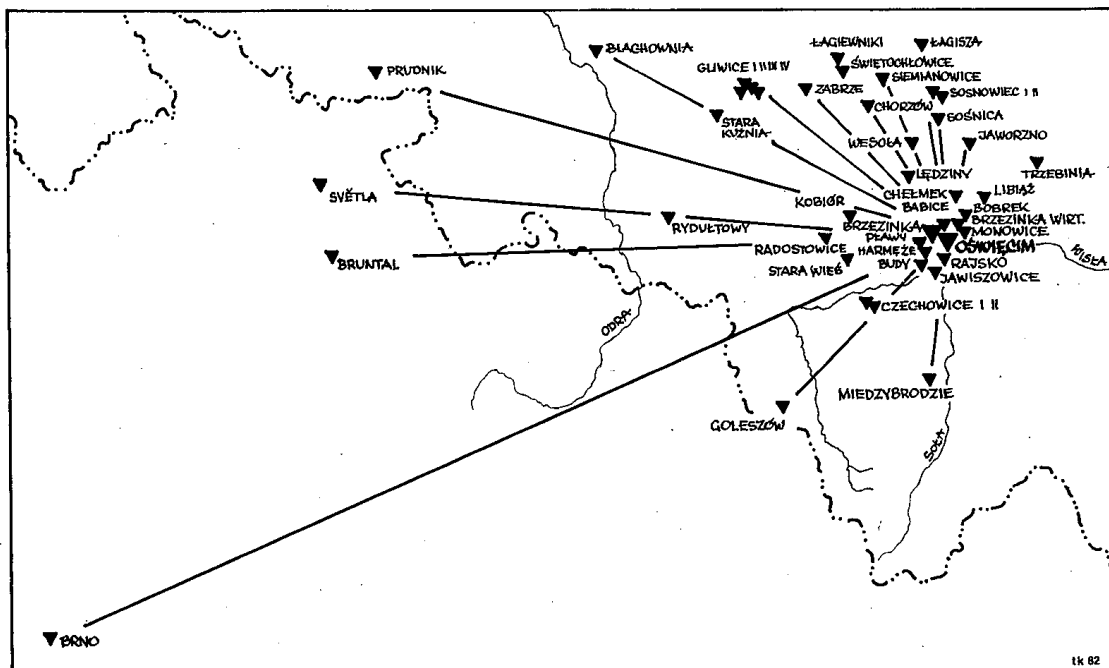 BLACHOWNIA
ŁAGIEWNIKI
ŁAGISZA
ŚWIĘTOCHŁOWICE
PRUDNIK
GLIWICE I II III IV
SIEMIANOWICE
ZABRZE
SOSNOWIEC I II
CHORZÓW
STARA
KUŹNIA
SOŚNICA
WESOŁA
JAWORZNO
TRZEBINIA
LĘDZINY
SVĚTLA
CHEŁMEK
LIBIĄŻ
KOBIÓR
BABICE
BOBREK
BRZEZINKA
BRZEZINKA WIRT.
RYDUŁTOWY
PŁAWY
MONOWICE
RADOSTOWICE
HARMĘŻE
OŚWIĘCIM
WISŁA
BRUNTAL
STARA WIEŚ
BUDY
RAJSKO
JAWISZOWICE
CZECHOWICE I II
ODRA
MIEDZYBRODZIE
GOLESZÓW
SOŁA
BRNO
tk 82